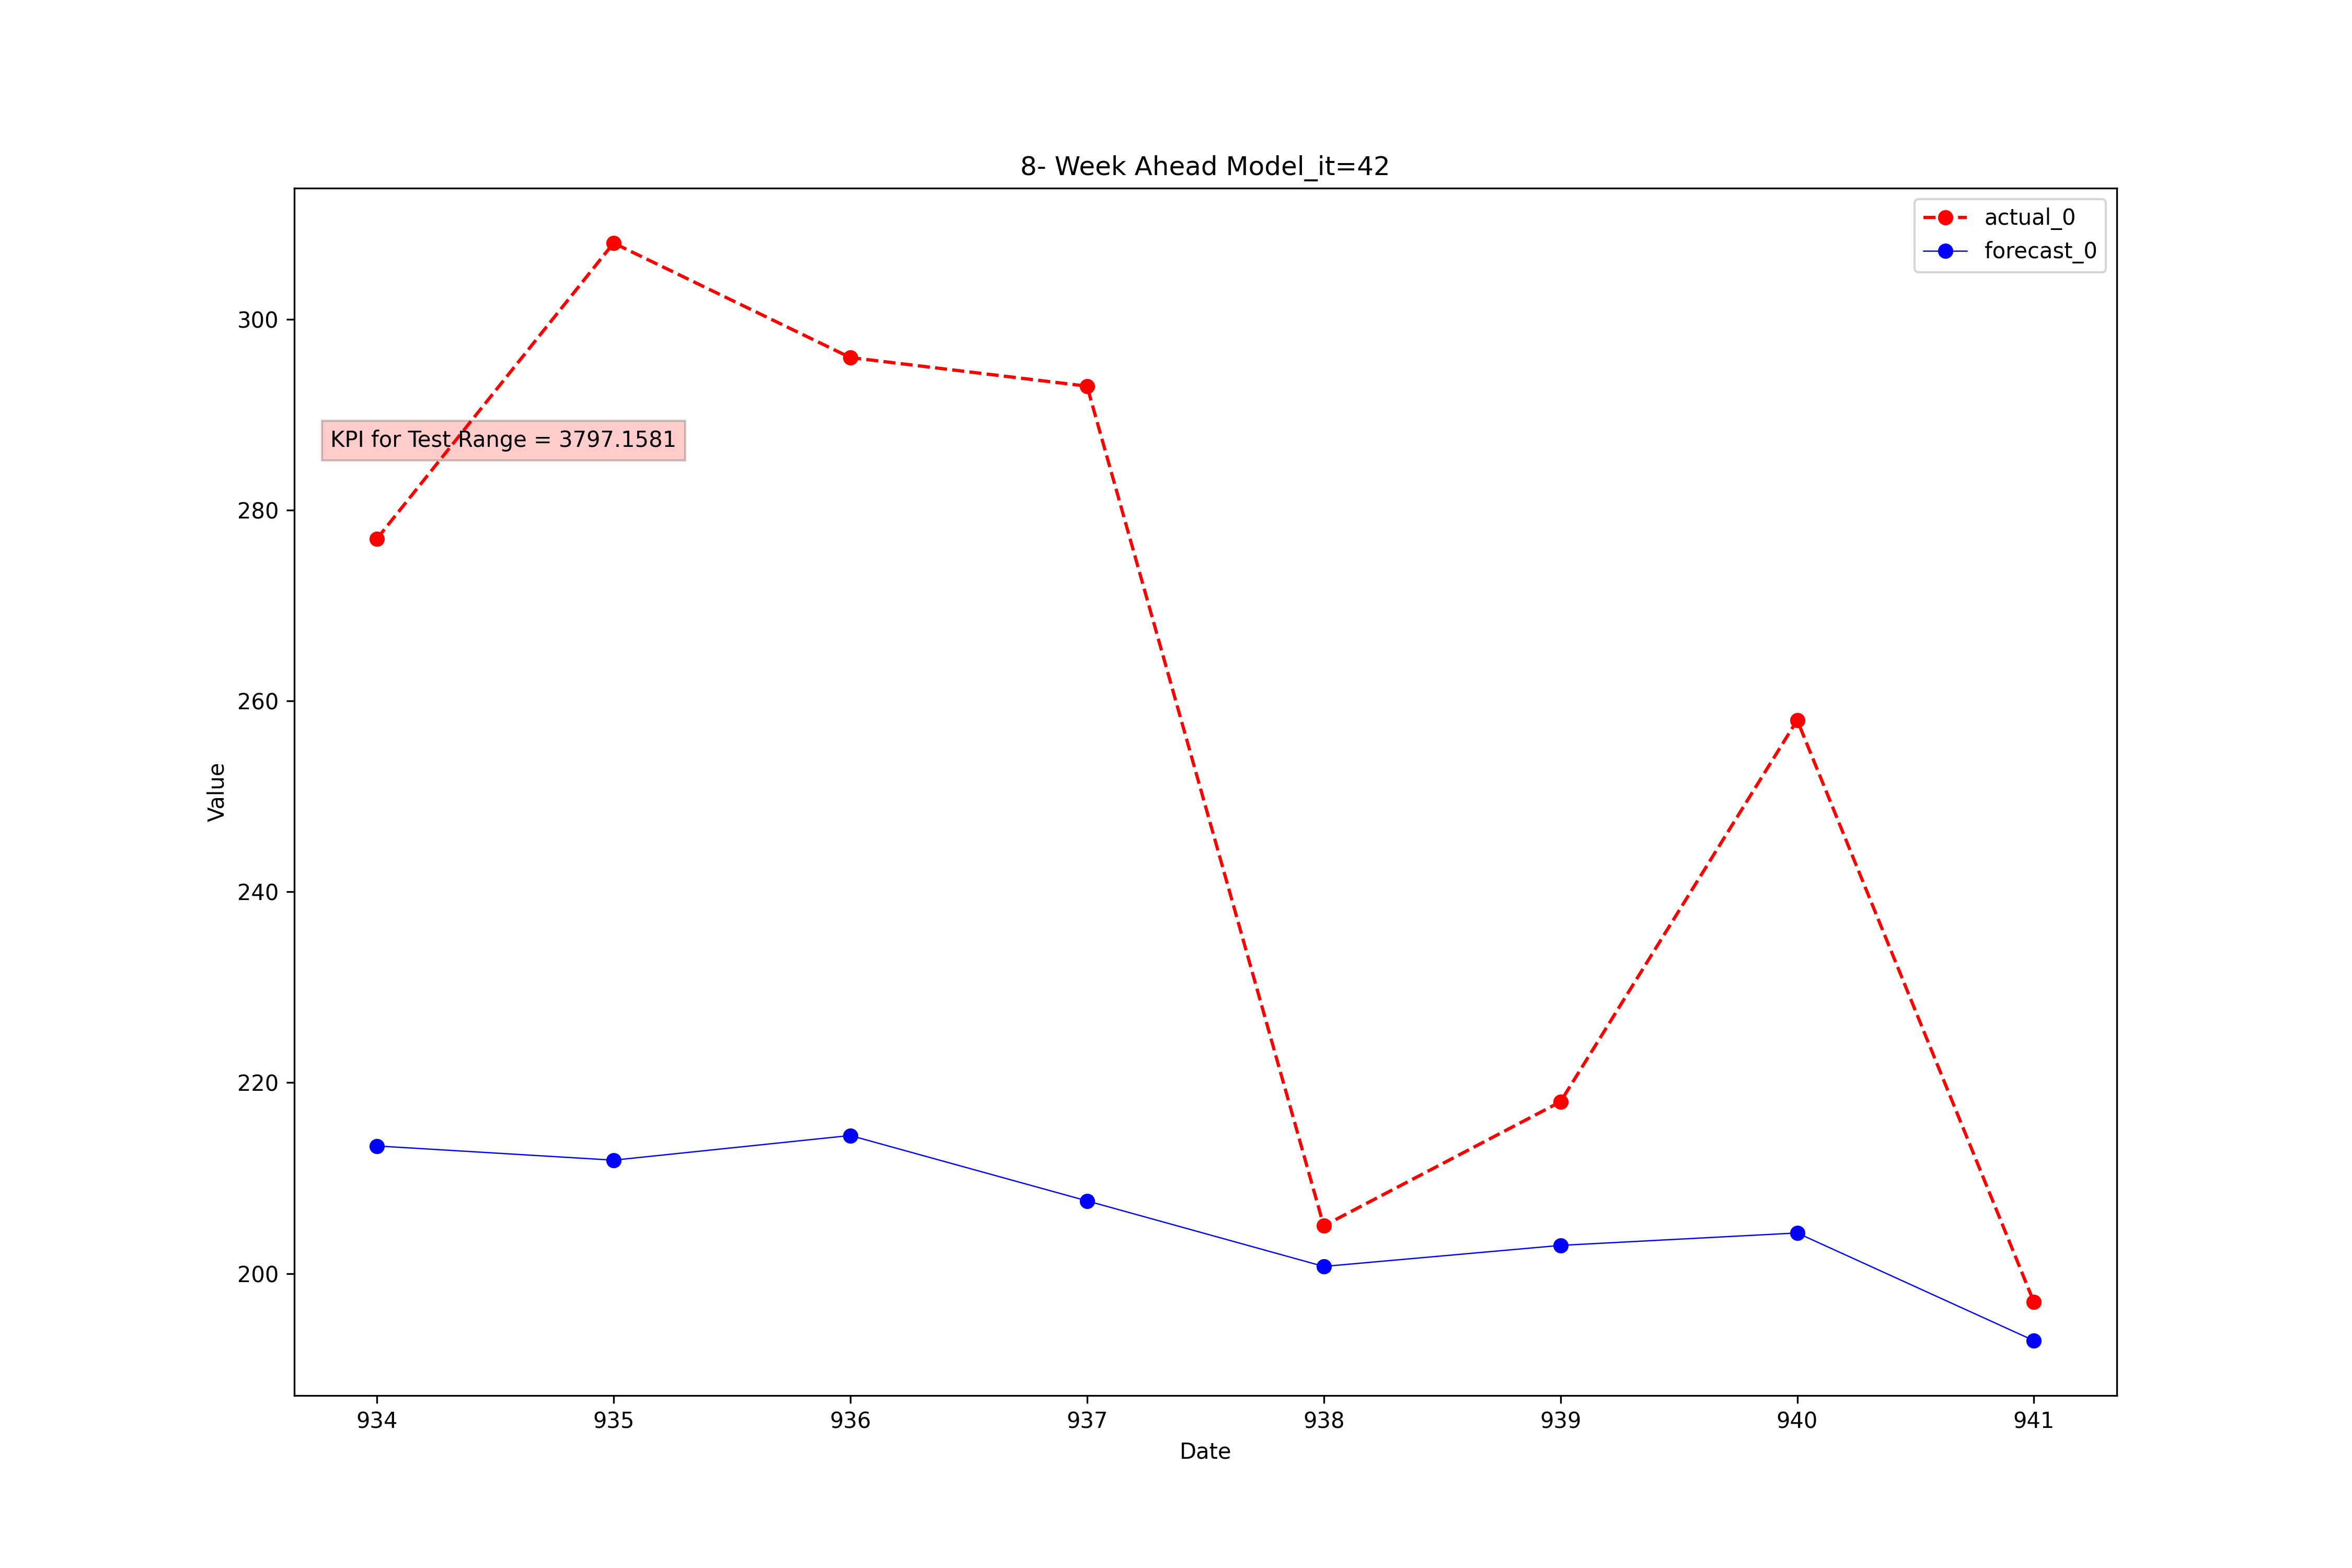 8- Week Ahead Model_it=42
actual_0
forecast_0
KPI for Test Range = 3797.1581
Value
300
280
260
240
220
200
934 935 936 937 938 939 940 941
Date